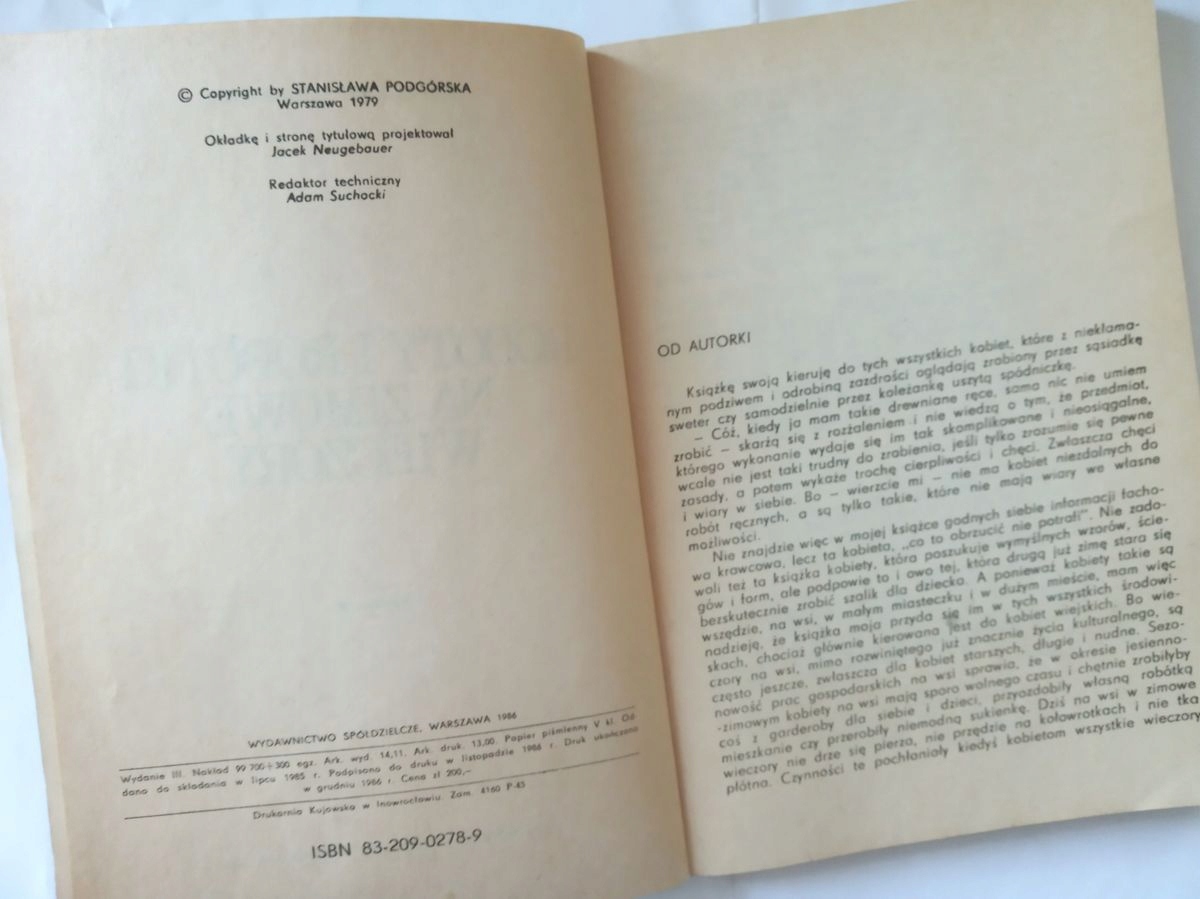 © Copyright by STANISŁAWA PODGÓRSKA
Warszawa 1979
Okładkę i stronę tytułową projektował
Jacek Neugebauer
Redaktor techniczny
Adam Suchocki
WYDAWNICTWO SPÓŁDZIELCZE, WARSZAWA 1986
Wydanie III. Nakład 99 700+300 egz. Ark. wyd. 14,11. Ark. druk. 13,00. Papier piśmienny V kl. Od
dano do składania w lipcu 1985 r. Podpisano do druku w listopadzie 1986 r. Druk ukończono
w grudniu 1986 r. Cena zł 200,–
Drukarnia Kujawska w Inowrocławiu. Zam. 4160 P-43
ISBN 83-209-0278-9
OD AUTORKI
Książkę swoją kieruję do tych wszystkich kobiet, które z niekłama-
nym podziwem i odrobiną zazdrości oglądają zrobiony przez sąsiadkę
sweter czy samodzielnie przez koleżankę uszytą spódniczkę.
– Cóż, kiedy ja mam takie drewniane ręce, sama nic nie umiem
zrobić – skarżą się z rozżaleniem i nie wiedzą o tym, że przedmiot,
którego wykonanie wydaje się im tak skomplikowane i nieosiągalne,
wcale nie jest taki trudny do zrobienia, jeśli tylko zrozumie się pewne
zasady, a potem wykaże trochę cierpliwości i chęci. Zwłaszcza chęci
i wiary w siebie. Bo – wierzcie mi – nie ma kobiet niezdolnych do
robót ręcznych, a są tylko takie, które nie mają wiary we własne
możliwości.
Nie znajdzie więc w mojej książce godnych siebie informacji facho-
wa krawcowa, lecz ta kobieta, „co to obrzucić nie potrafi”. Nie zado-
woli też ta książka kobiety, która poszukuje wymyślnych wzorów, ście-
gów i form, ale podpowie to i owo tej, która drugą już zimę stara się
bezskutecznie zrobić szalik dla dziecka. A ponieważ kobiety takie są
wszędzie, na wsi, w małym miasteczku i w dużym mieście, mam więc
nadzieję, że książka moja przyda się im w tych wszystkich środowi-
skach, chociaż głównie kierowana jest do kobiet wiejskich. Bo wie-
czory na wsi, mimo rozwiniętego już znacznie życia kulturalnego, są
często jeszcze, zwłaszcza dla kobiet starszych, długie i nudne. Sezo-
nowość prac gospodarskich na wsi sprawia, że w okresie jesienno-
-zimowym kobiety na wsi mają sporo wolnego czasu i chętnie zrobiłyby
coś z garderoby dla siebie i dzieci, przyozdobiły własną robótką
mieszkanie czy przerobiły niemodną sukienkę. Dziś na wsi w zimowe
wieczory nie drze się pierza, nie przędzie na kołowrotkach i nie tka
płótna. Czynności te pochłaniały kiedyś kobietom wszystkie wieczory